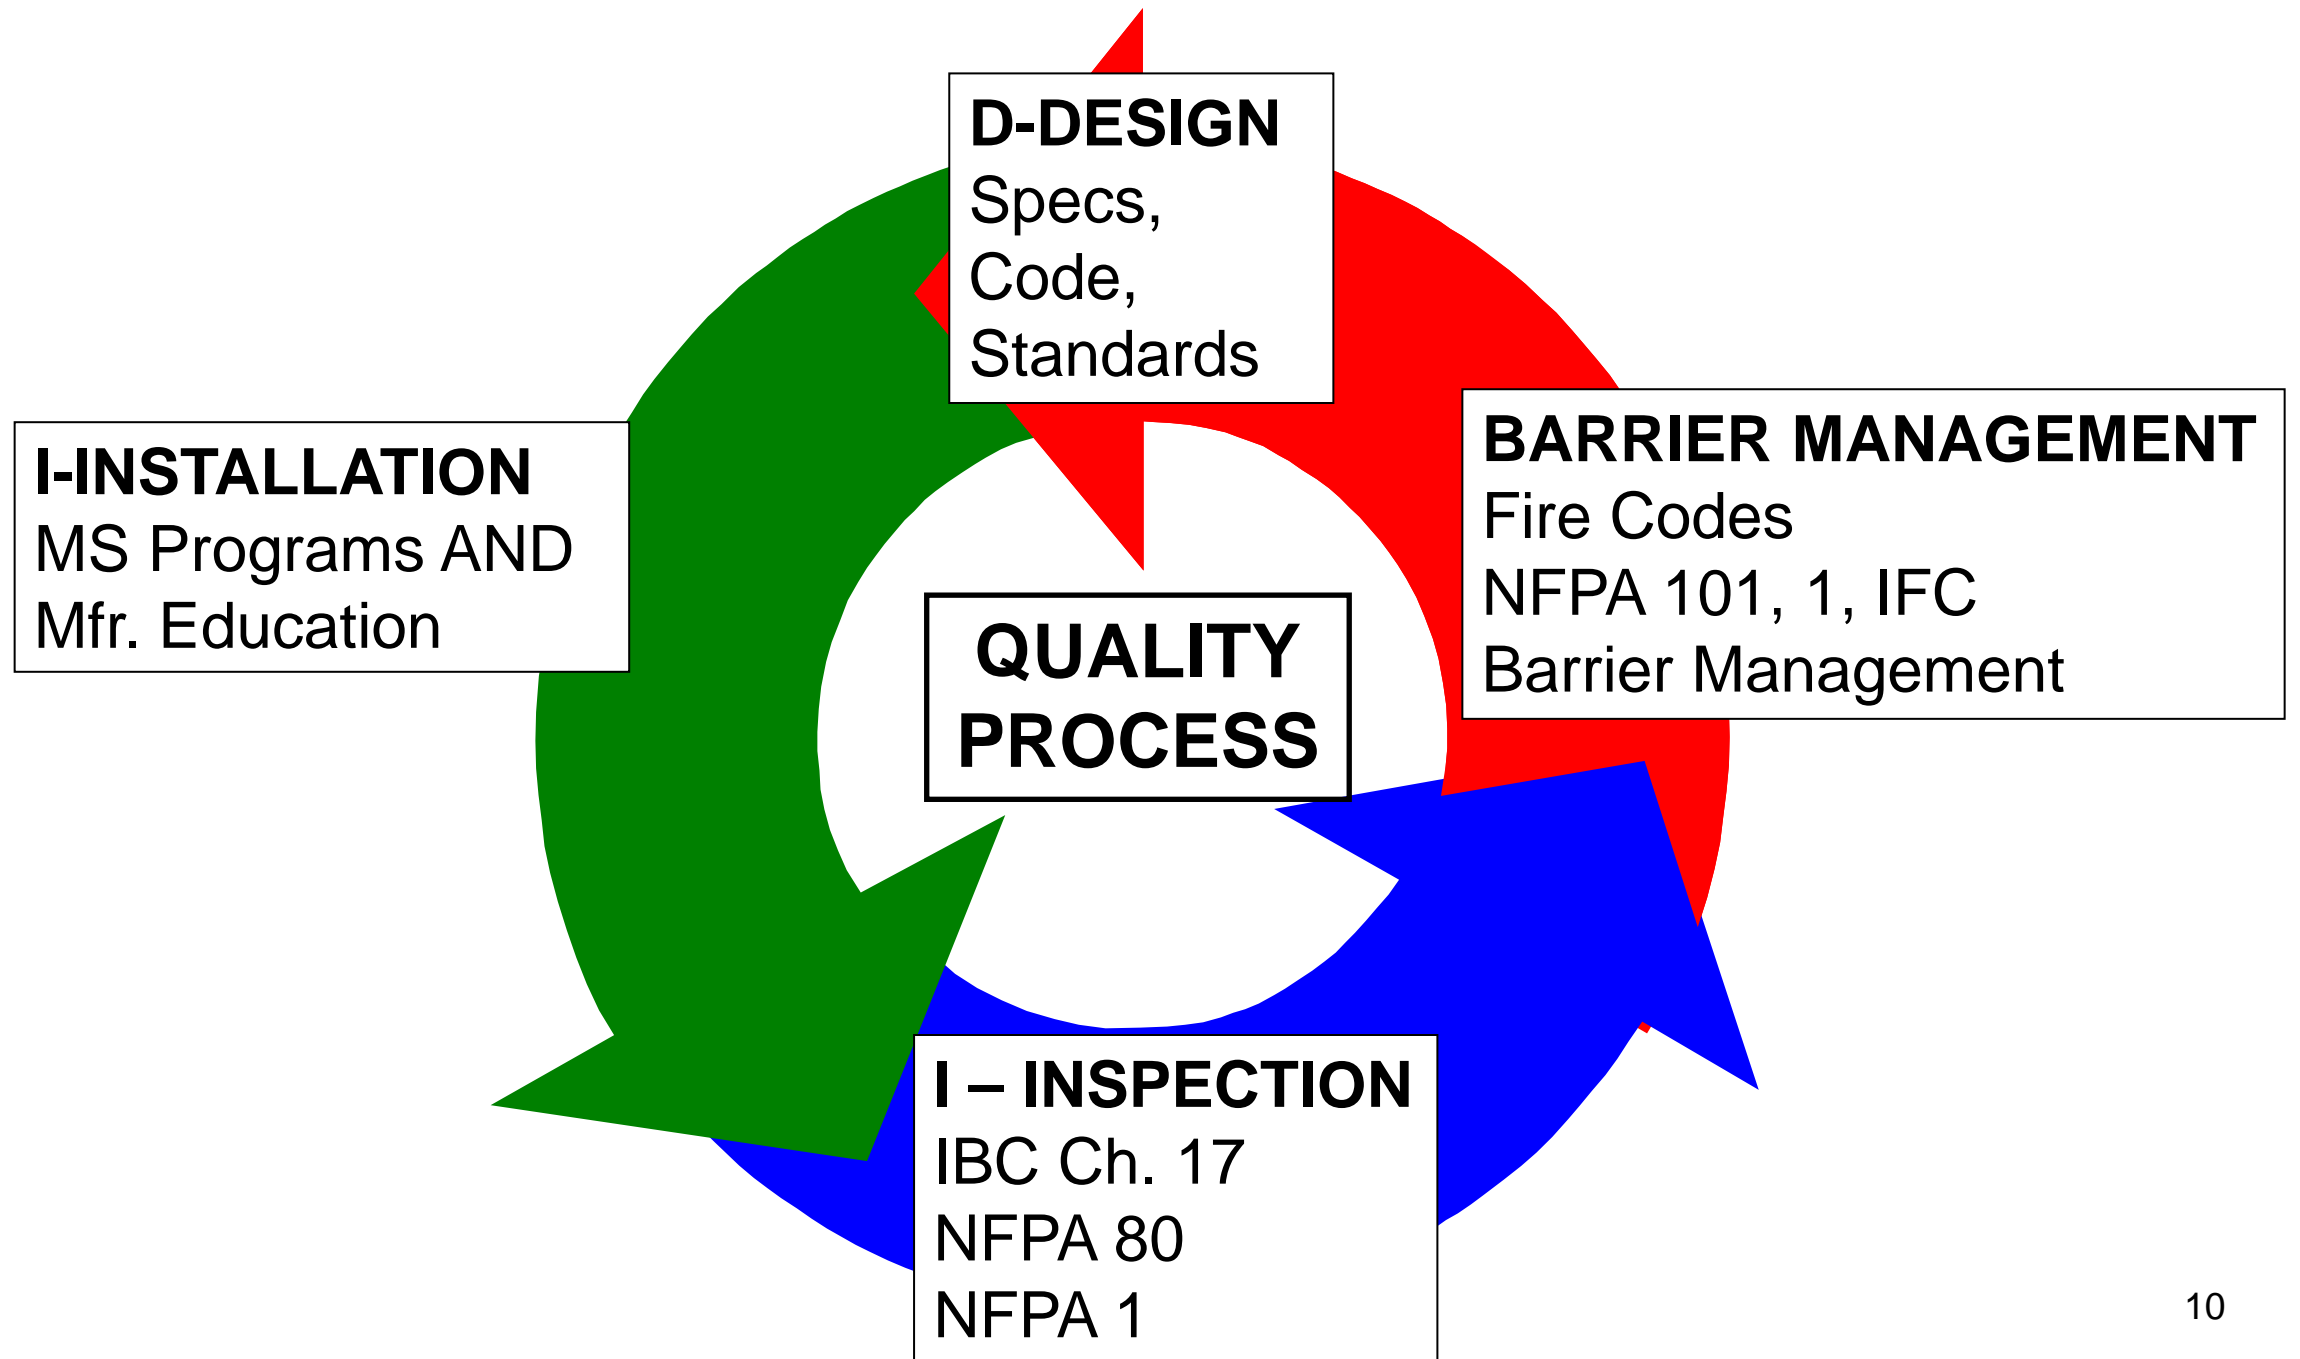 D-DESIGN
Specs,
Code,
Standards
I-INSTALLATION
MS Programs AND
Mfr. Education
BARRIER MANAGEMENT
Fire Codes
NFPA 101, 1, IFC
Barrier Management
QUALITY
PROCESS
I – INSPECTION
IBC Ch. 17
NFPA 80
NFPA 1
10